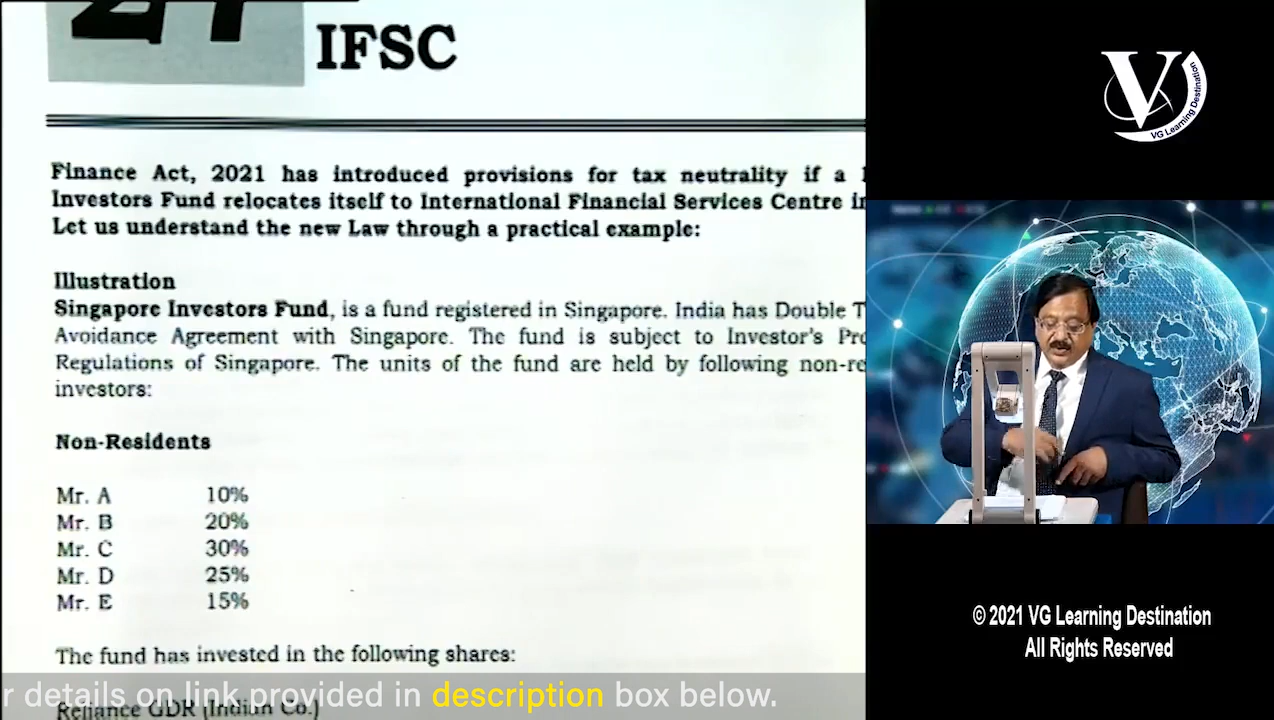 IFSC
Finance Act, 2021 has introduced provisions for tax neutrality if a
Investors Fund relocates itself to International Financial Services Centre in
Let us understand the new Law through a practical example:
Illustration
Singapore Investors Fund, is a fund registered in Singapore. India has Double T
Avoidance Agreement with Singapore. The fund is subject to Investor's Pro
Regulations of Singapore. The units of the fund are held by following non-re
investors:
Non-Residents
Mr. A 10%
Mr. B 20%
Mr. C 30%
Mr. D 25%
Mr. E 15%
The fund has invested in the following shares:
Reliance GDR (Indian Co.)
r details on link provided in description box below.
V
VG Learning Destination
© 2021 VG Learning Destination
All Rights Reserved